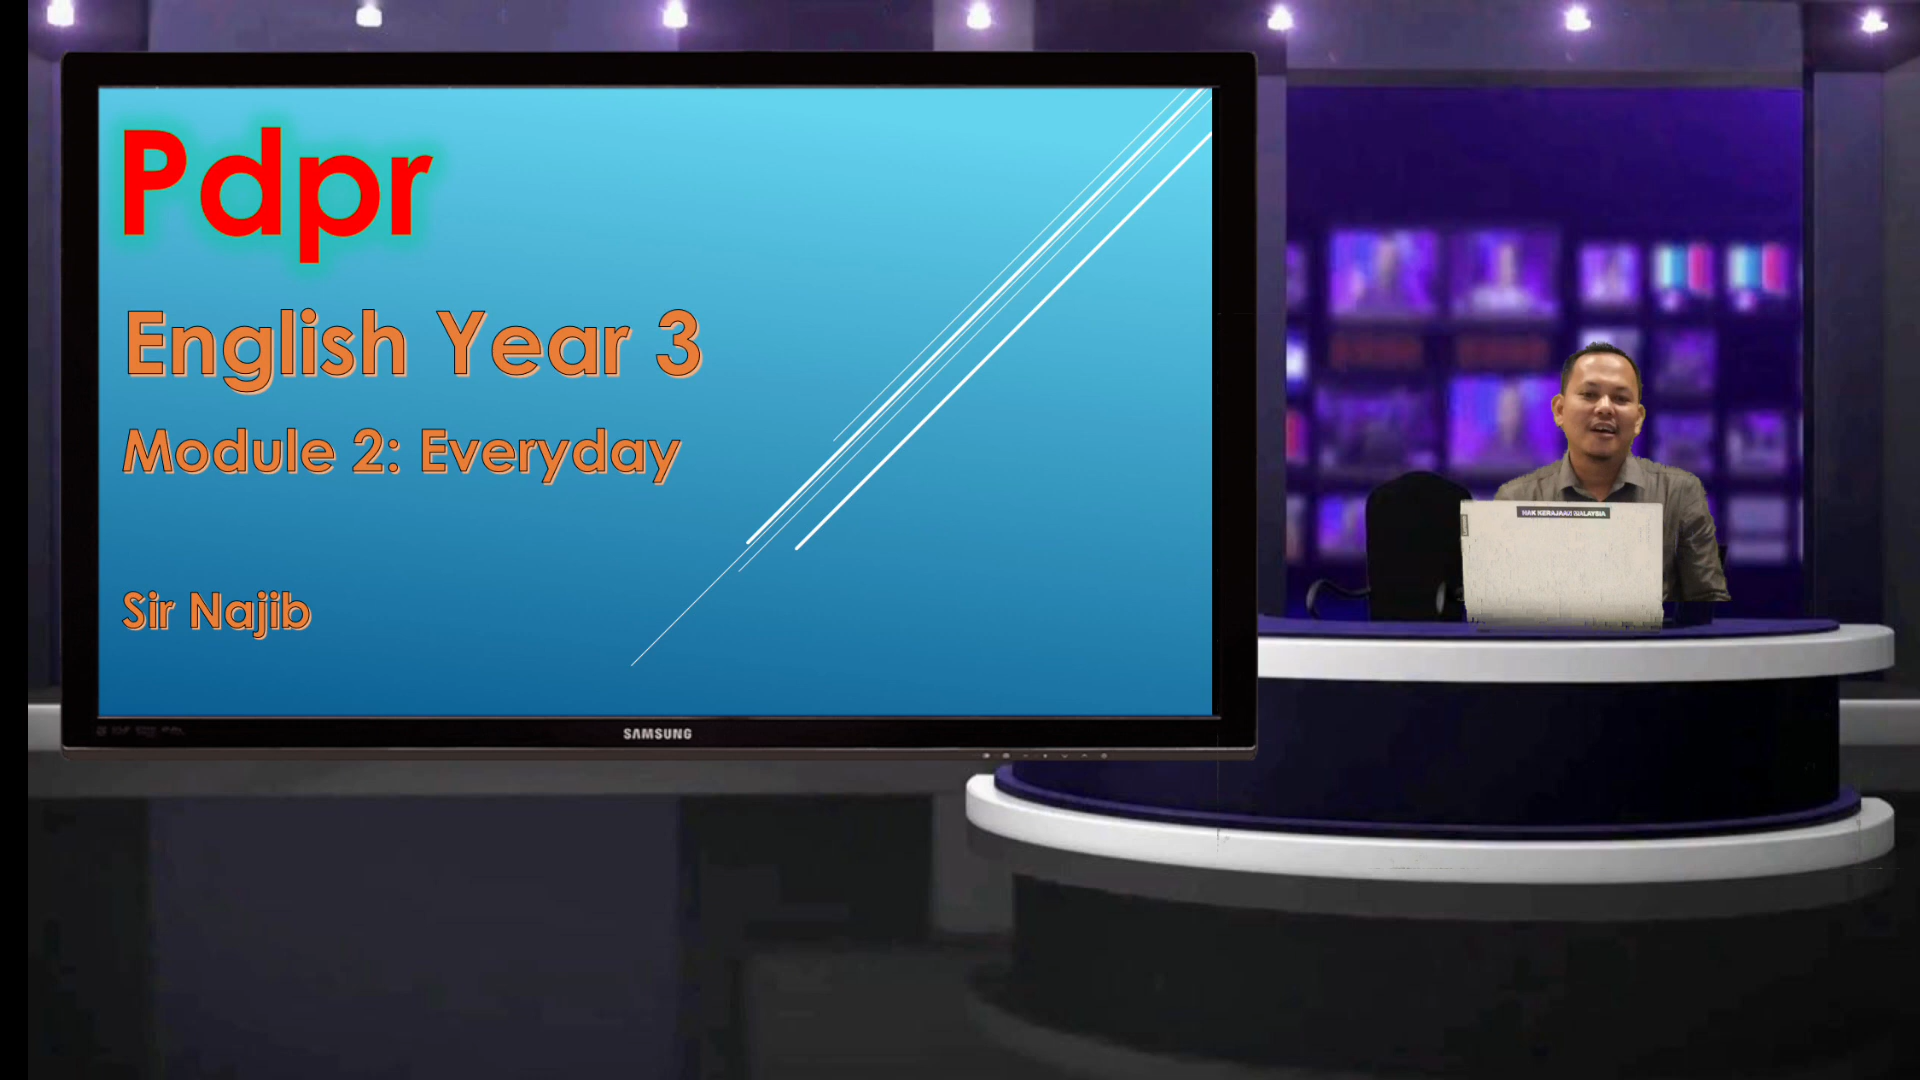 Pdpr
English Year 3
Module 2: Everyday
Sir Najib
SAMSUNG
HAK KERAJAAN MALAYSIA